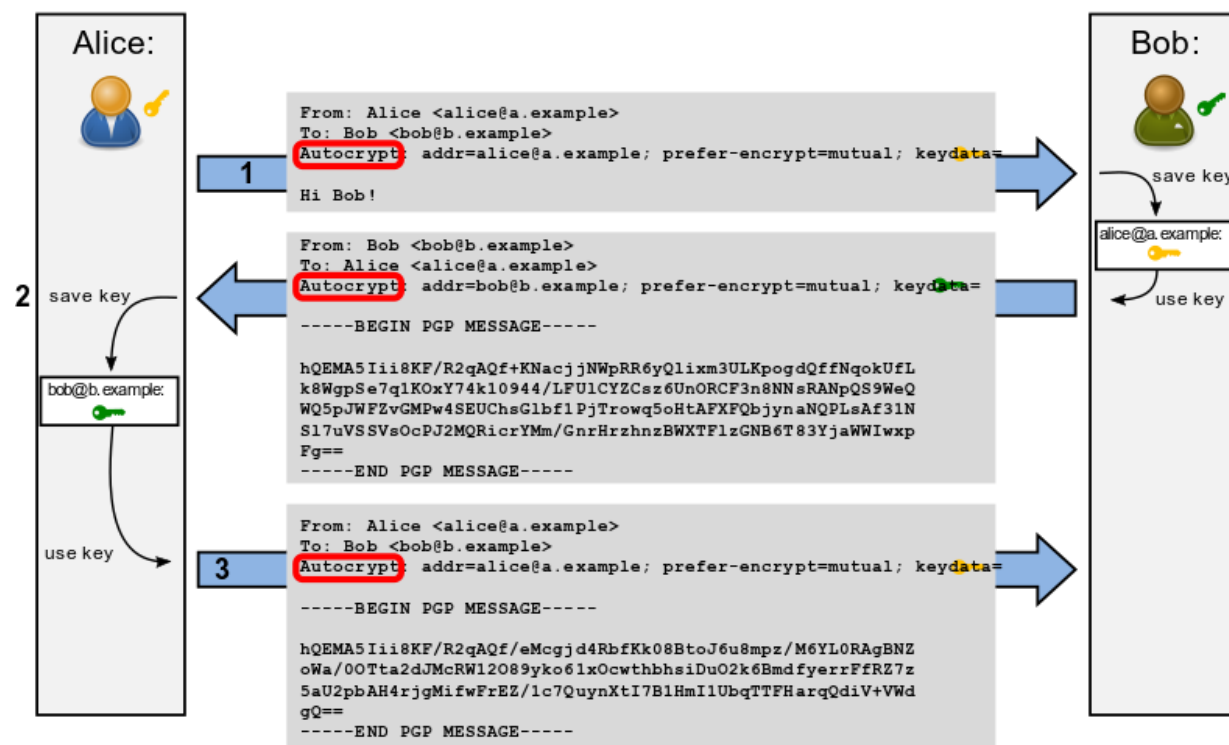 Alice:
Bob:
From: Alice <alice@a.example>
To: Bob <bob@b.example>
Autocrypt: addr=alice@a.example; prefer-encrypt=mutual; keydata=
Hi Bob!
1
save key
alice@a.example:
use key
From: Bob <bob@b.example>
To: Alice <alice@a.example>
Autocrypt: addr=bob@b.example; prefer-encrypt=mutual; keydata=
-----BEGIN PGP MESSAGE-----
hQEMA5Iii8KF/R2qAQf+KNacjjNWpRR6yQlixm3ULKpogdQffNqokUfL
k8WgpSe7qlKOxY74k10944/LFUlCYZCsz6UnORCF3n8NNsRANpQS9WeQ
WQ5pJWFZvGMPw4SEUChsGlbf1PjTrowq5oHtAFXFQbjynaNQPLsAf31N
Sl7uVSSVsOcPJ2MQRicrYMm/GnrHrzhnzBWXTFlzGNB6T83YjaWWIwxp
Fg==
-----END PGP MESSAGE-----
2
save key
bob@b.example:
use key
3
From: Alice <alice@a.example>
To: Bob <bob@b.example>
Autocrypt: addr=alice@a.example; prefer-encrypt=mutual; keydata=
-----BEGIN PGP MESSAGE-----
hQEMA5Iii8KF/R2qAQf/eMcgjd4RbfKk08BtoJ6u8mpz/M6YL0RAgBNZ
oWa/0OTta2dJMcRW12O89yko61xOcwthbhsiDuO2k6BmdfyerrFfRZ7z
5aU2pbAH4rjgMifwFrEZ/1c7QuynXtI7B1HmI1UbqTTFHarqQdiV+VWd
gQ==
-----END PGP MESSAGE-----